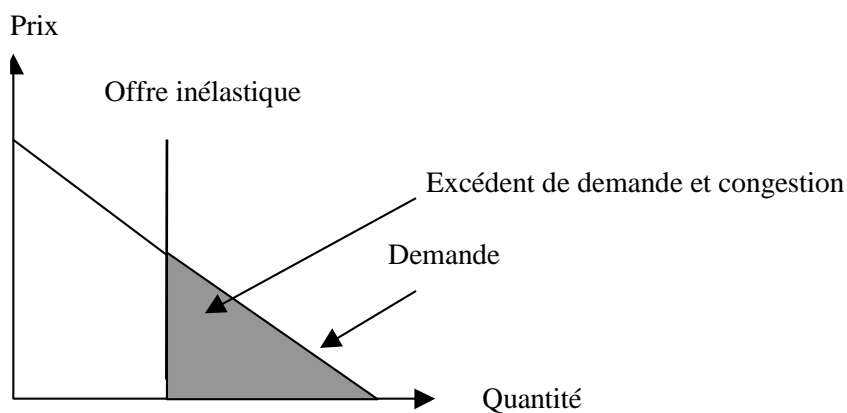 Prix
Offre inélastique
Excédent de demande et congestion
Demande
Quantité